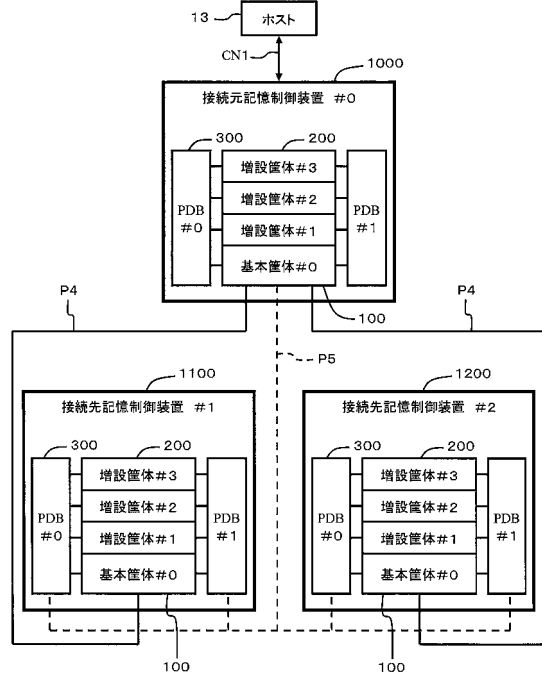 13
ホスト
CN1
1000
接続元記憶制御装置 #0
300
200
増設筐体#3
増設筐体#2
増設筐体#1
基本筐体#0
PDB
#0
PDB
#1
100
P4
P4
P5
1100
接続先記憶制御装置 #1
300
200
増設筐体#3
増設筐体#2
増設筐体#1
基本筐体#0
PDB
#0
PDB
#1
100
1200
接続先記憶制御装置 #2
300
200
増設筐体#3
増設筐体#2
増設筐体#1
基本筐体#0
PDB
#0
PDB
#1
100